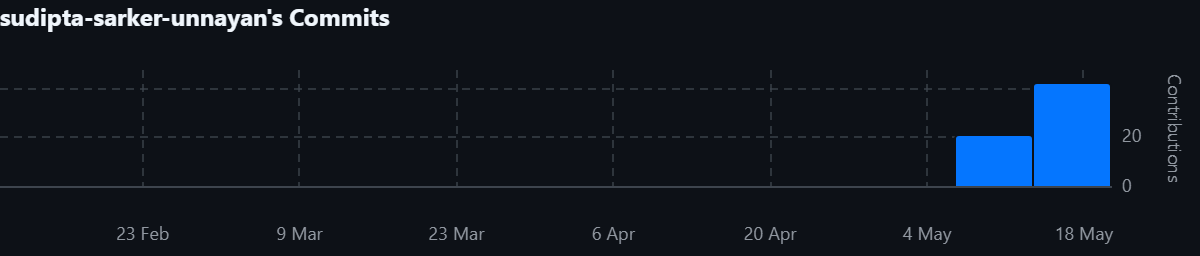 sudipta-sarker-unnayan's Commits
Contributions
20
0
23 Feb 9 Mar 23 Mar 6 Apr 20 Apr 4 May 18 May